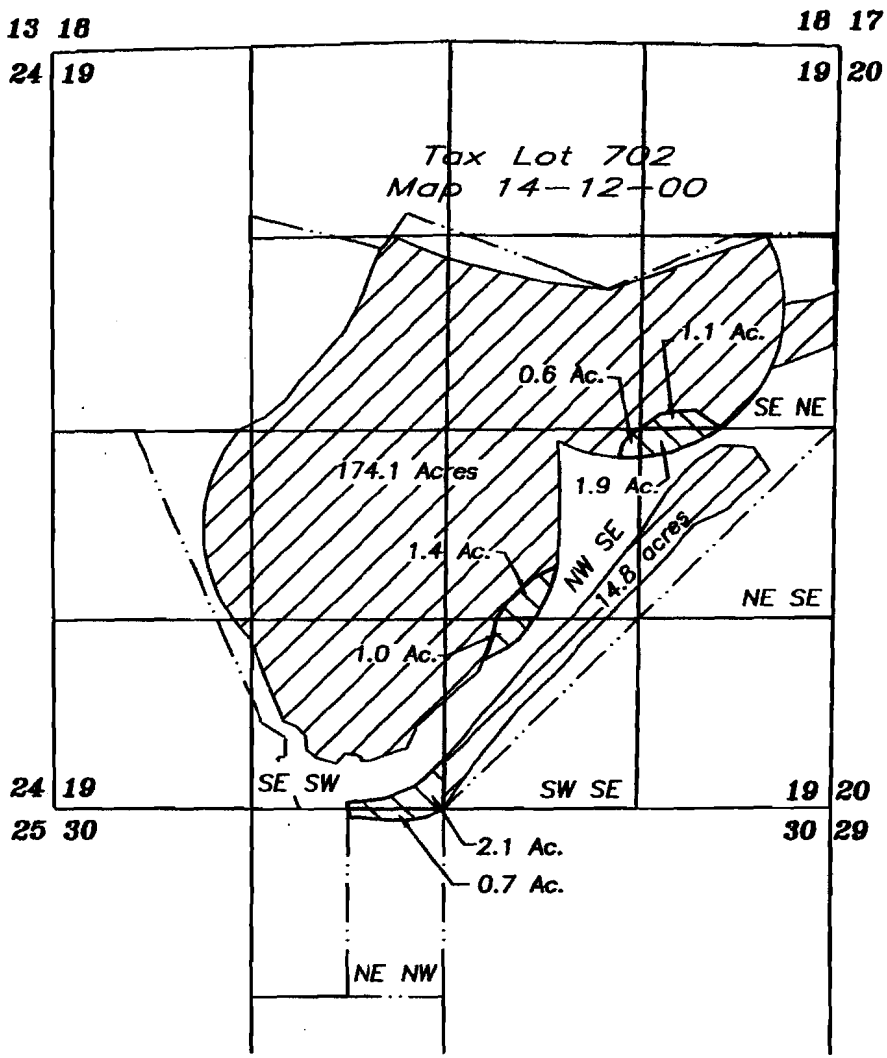 13 18
18 17
24 19
19 20
Tax Lot 702
Map 14-12-00
1.1 Ac.
0.6 Ac.
SE NE
174.1 Acres
1.9 Ac.
1.4 Ac.
NW SE
14.8 acres
NE SE
1.0 Ac.
SE SW
SW SE
24 19
19 20
25 30
30 29
2.1 Ac.
0.7 Ac.
NE NW